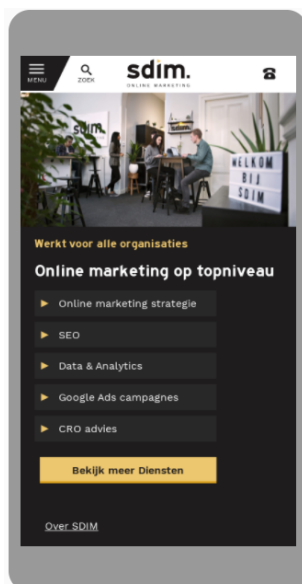 MENU
ZOEK
sdim.
ONLINE MARKETING
sdim.
WELKOM
BIJ
SDIM
Werkt voor alle organisaties
Online marketing op topniveau
Online marketing strategie
SEO
Data & Analytics
Google Ads campagnes
CRO advies
Bekijk meer Diensten
Over SDIM